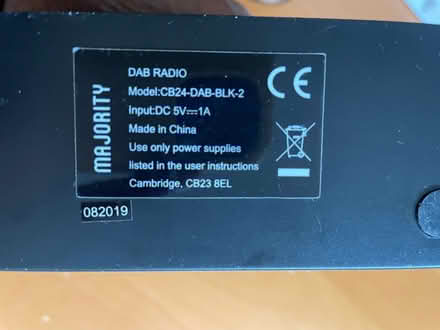 MAJORITY
DAB RADIO
Model:CB24-DAB-BLK-2
Input:DC 5V⎓1A
Made in China
Use only power supplies
listed in the user instructions
Cambridge, CB23 8EL
CE
082019